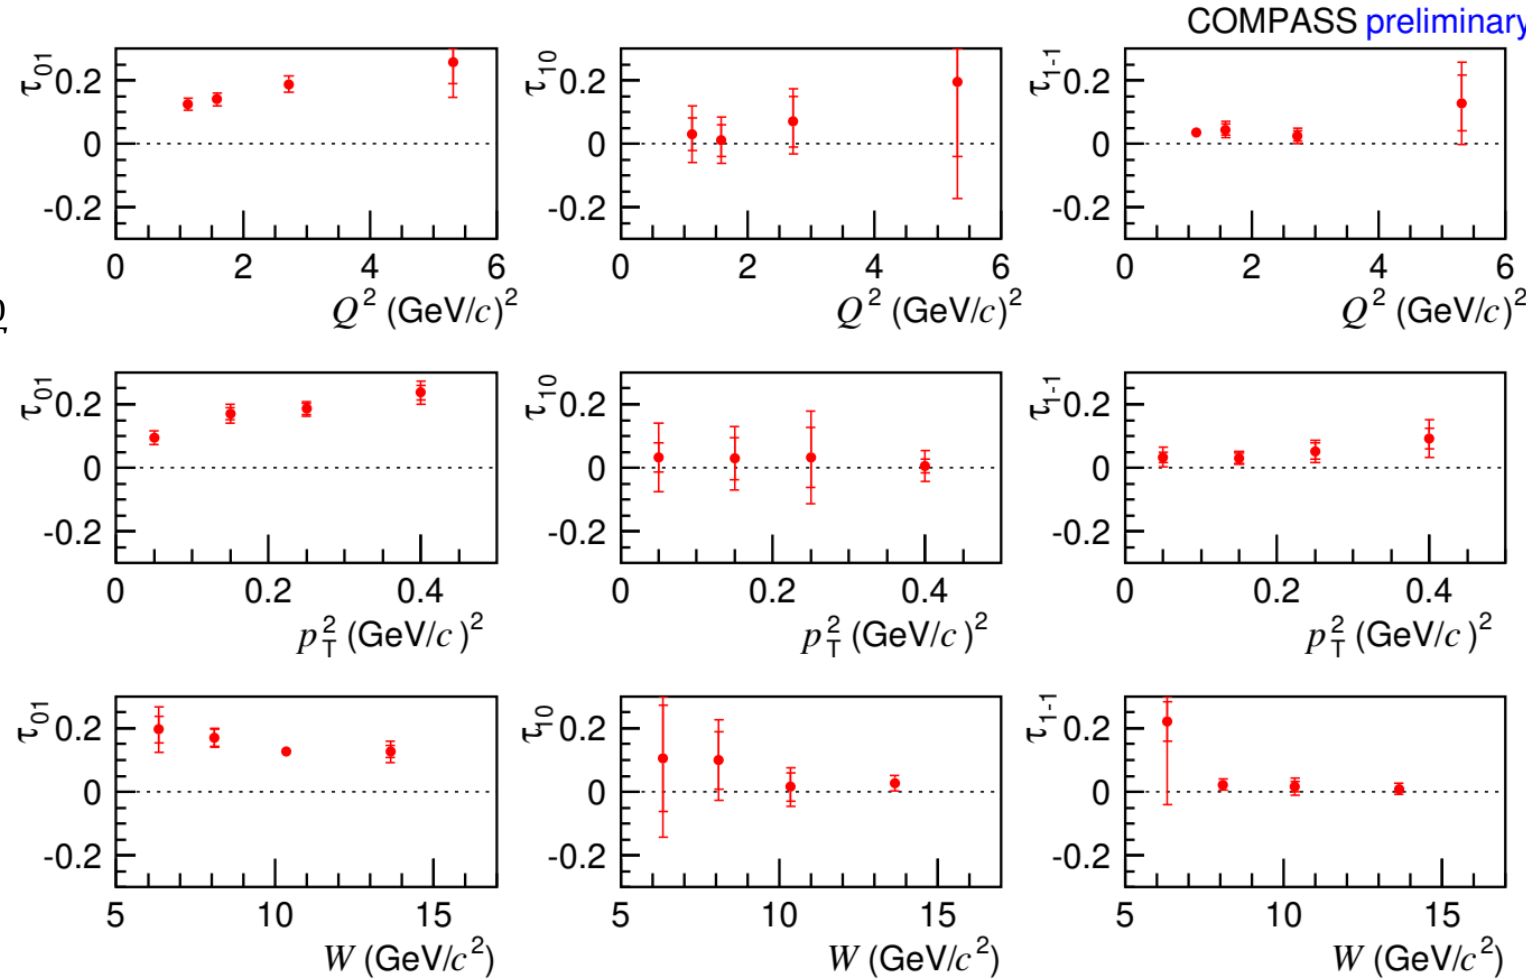 COMPASS preliminary
τ01 0.2 0 -0.2 0 2 4 6 Q² (GeV/c)²
τ10 0.2 0 -0.2 0 2 4 6 Q² (GeV/c)²
τ1-1 0.2 0 -0.2 0 2 4 6 Q² (GeV/c)²
τ01 0.2 0 -0.2 0 0.2 0.4 p²T (GeV/c)²
τ10 0.2 0 -0.2 0 0.2 0.4 p²T (GeV/c)²
τ1-1 0.2 0 -0.2 0 0.2 0.4 p²T (GeV/c)²
τ01 0.2 0 -0.2 5 10 15 W (GeV/c²)
τ10 0.2 0 -0.2 5 10 15 W (GeV/c²)
τ1-1 0.2 0 -0.2 5 10 15 W (GeV/c²)